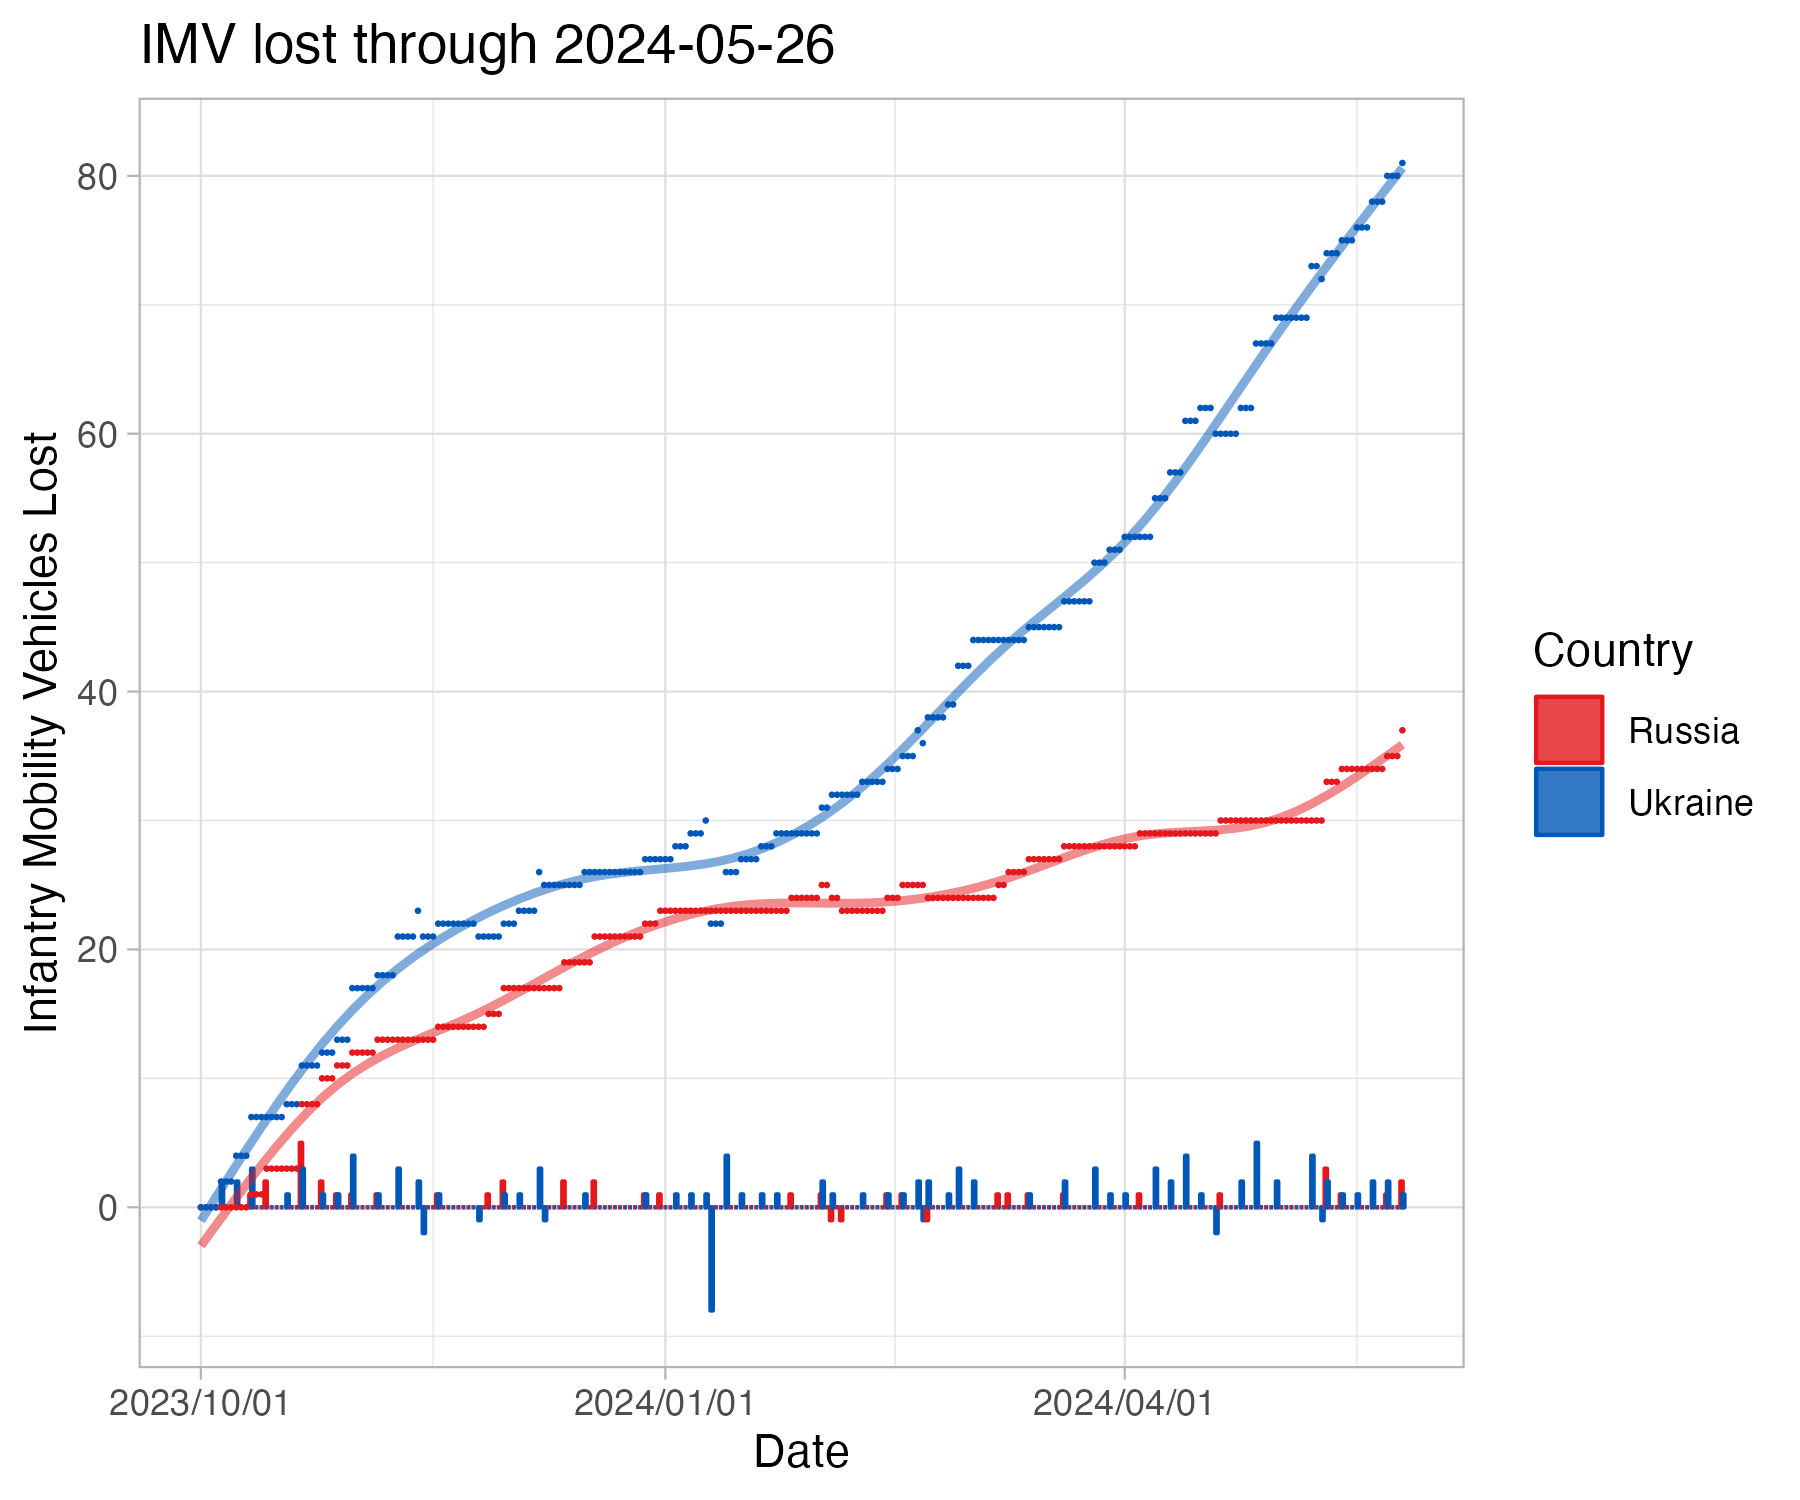 IMV lost through 2024-05-26
Infantry Mobility Vehicles Lost
80
60
40
20
0
2023/10/01
2024/01/01
2024/04/01
Date
Country
Russia
Ukraine